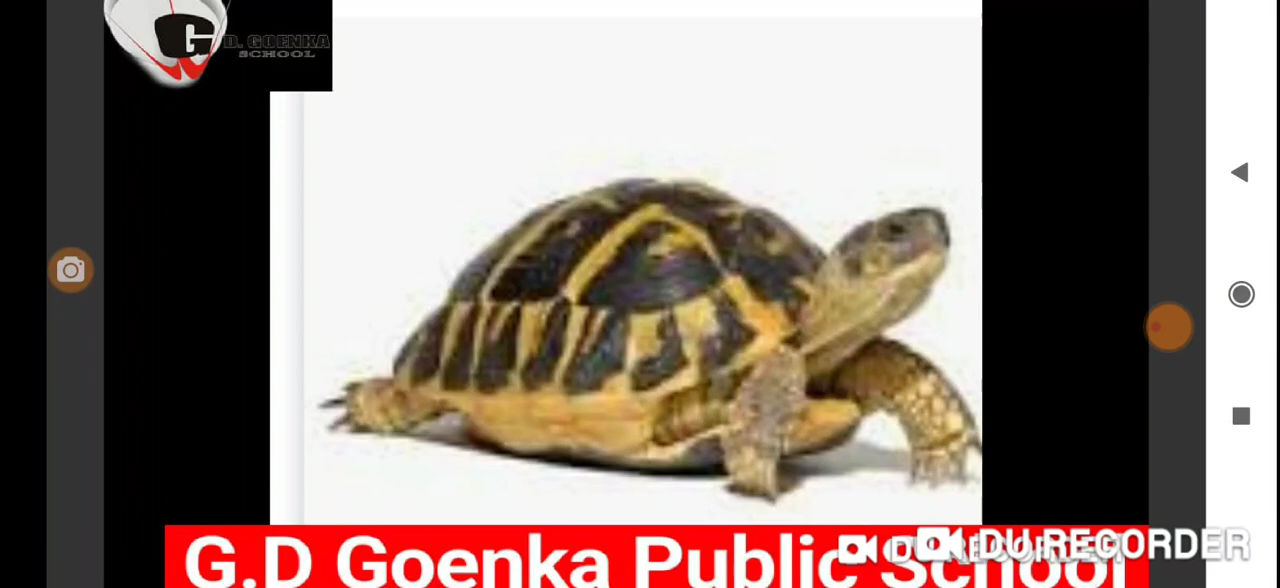 G
D. GOENKA
SCHOOL
G.D Goenka Public School
DU RECORDER